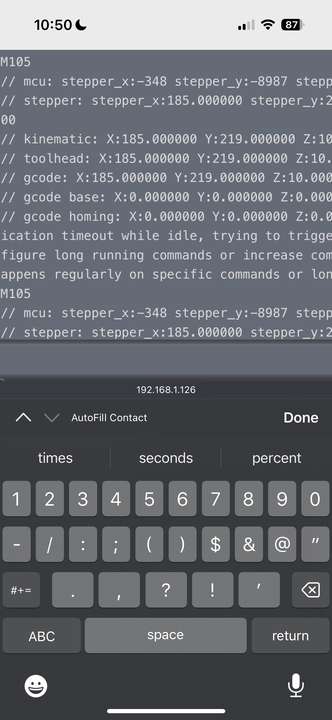 10:50
87
M105
// mcu: stepper_x:-348 stepper_y:-8987 stepp
// stepper: stepper_x:185.000000 stepper_y:2
00
// kinematic: X:185.000000 Y:219.000000 Z:10
// toolhead: X:185.000000 Y:219.000000 Z:10.
// gcode: X:185.000000 Y:219.000000 Z:10.000
// gcode base: X:0.000000 Y:0.000000 Z:0.000
// gcode homing: X:0.000000 Y:0.000000 Z:0.0
ication timeout while idle, trying to trigge
figure long running commands or increase com
appens regularly on specific commands or lon
M105
// mcu: stepper_x:-348 stepper_y:-8987 stepp
// stepper: stepper_x:185.000000 stepper_y:2
192.168.1.126
AutoFill Contact Done
times seconds percent
1 2 3 4 5 6 7 8 9 0
- / : ; ( ) $ & @ "
#+= . , ? ! '
ABC space return